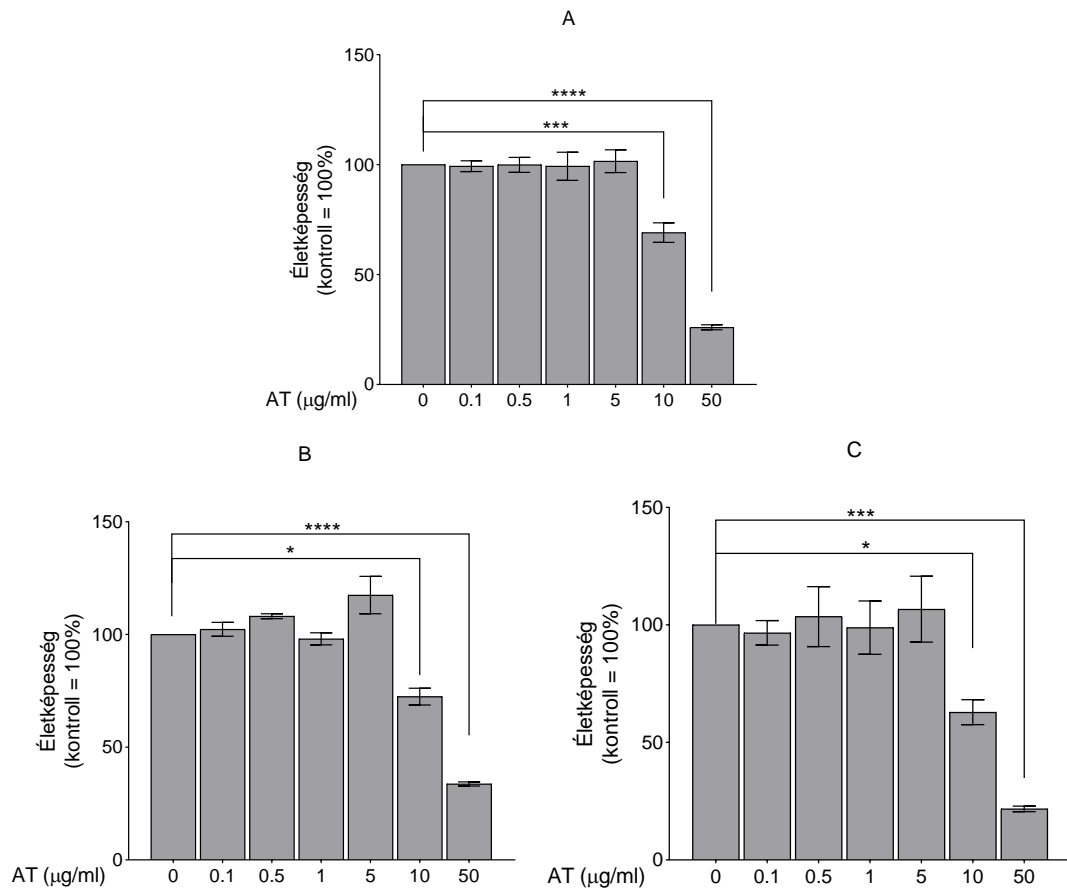 A
150
100
50
0
Életképesség
(kontroll = 100%)
****
***
AT (μg/ml)
0 0.1 0.5 1 5 10 50
B
150
100
50
0
Életképesség
(kontroll = 100%)
****
*
AT (μg/ml)
0 0.1 0.5 1 5 10 50
C
150
100
50
0
Életképesség
(kontroll = 100%)
***
*
AT (μg/ml)
0 0.1 0.5 1 5 10 50